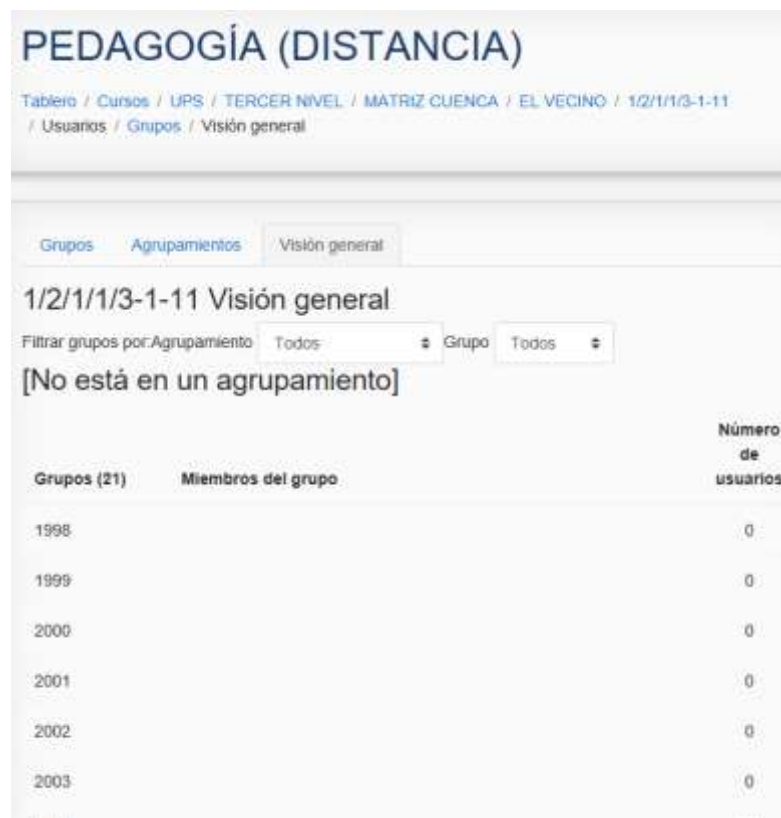 PEDAGOGÍA (DISTANCIA)
Tablero / Cursos / UPS / TERCER NIVEL / MATRIZ CUENCA / EL VECINO / 1/2/1/1/3-1-11
/ Usuarios / Grupos / Visión general
Grupos Agrupamientos Visión general
1/2/1/1/3-1-11 Visión general
Filtrar grupos por:Agrupamiento Todos Grupo Todos
[No está en un agrupamiento]
Número
de
Grupos (21) Miembros del grupo usuarios
1998 0
1999 0
2000 0
2001 0
2002 0
2003 0